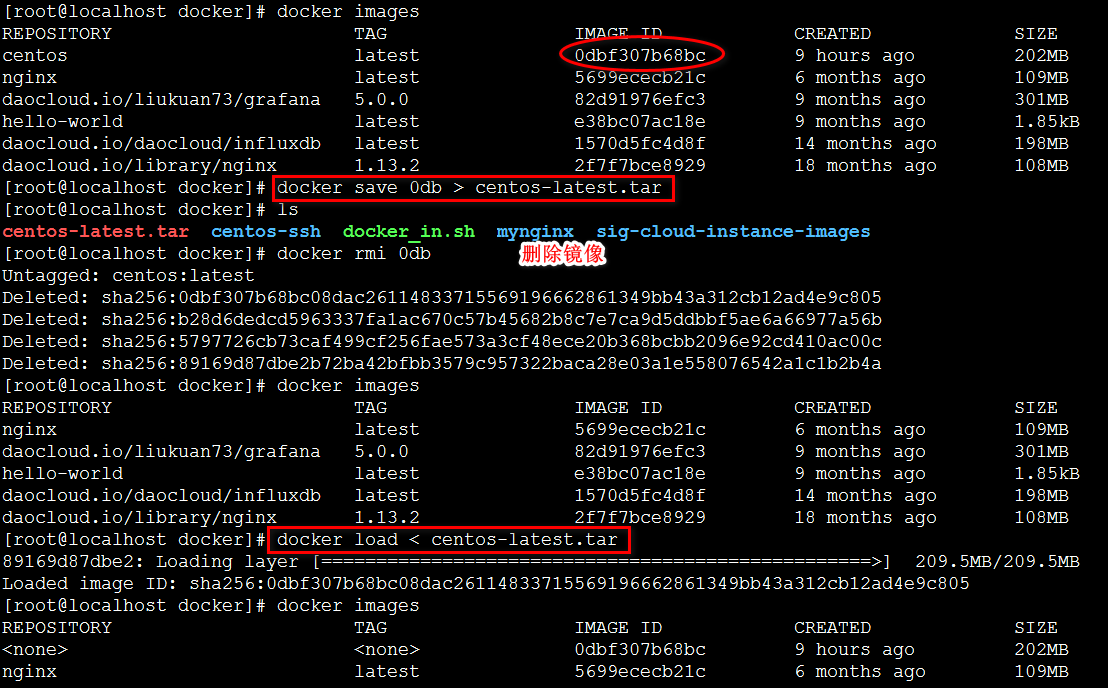 [root@localhost docker]# docker images
REPOSITORY TAG IMAGE ID CREATED SIZE
centos latest 0dbf307b68bc 9 hours ago 202MB
nginx latest 5699ececb21c 6 months ago 109MB
daocloud.io/liukuan73/grafana 5.0.0 82d91976efc3 9 months ago 301MB
hello-world latest e38bc07ac18e 9 months ago 1.85kB
daocloud.io/daocloud/influxdb latest 1570d5fc4d8f 14 months ago 198MB
daocloud.io/library/nginx 1.13.2 2f7f7bce8929 18 months ago 108MB
[root@localhost docker]# docker save 0db > centos-latest.tar
[root@localhost docker]# ls
centos-latest.tar centos-ssh docker_in.sh mynginx sig-cloud-instance-images
[root@localhost docker]# docker rmi 0db 删除镜像
Untagged: centos:latest
Deleted: sha256:0dbf307b68bc08dac261148337155691966628​61349bb43a312cb12ad4e9c805
Deleted: sha256:b28d6dedcd5963337fa1ac670c57b45682b8c7e7ca9d5ddbbf5ae6a66977a56b
Deleted: sha256:5797726cb73caf499cf256fae573a3cf48ece20b368bcbb2096e92cd410ac00c
Deleted: sha256:89169d87dbe2b72ba42bfbb3579c957322baca28e03a1e558076542a1c1b2b4a
[root@localhost docker]# docker images
REPOSITORY TAG IMAGE ID CREATED SIZE
nginx latest 5699ececb21c 6 months ago 109MB
daocloud.io/liukuan73/grafana 5.0.0 82d91976efc3 9 months ago 301MB
hello-world latest e38bc07ac18e 9 months ago 1.85kB
daocloud.io/daocloud/influxdb latest 1570d5fc4d8f 14 months ago 198MB
daocloud.io/library/nginx 1.13.2 2f7f7bce8929 18 months ago 108MB
[root@localhost docker]# docker load < centos-latest.tar
89169d87dbe2: Loading layer [==================================================>] 209.5MB/209.5MB
Loaded image ID: sha256:0dbf307b68bc08dac26114833715569196662861349bb43a312cb12ad4e9c805
[root@localhost docker]# docker images
REPOSITORY TAG IMAGE ID CREATED SIZE
<none> <none> 0dbf307b68bc 9 hours ago 202MB
nginx latest 5699ececb21c 6 months ago 109MB